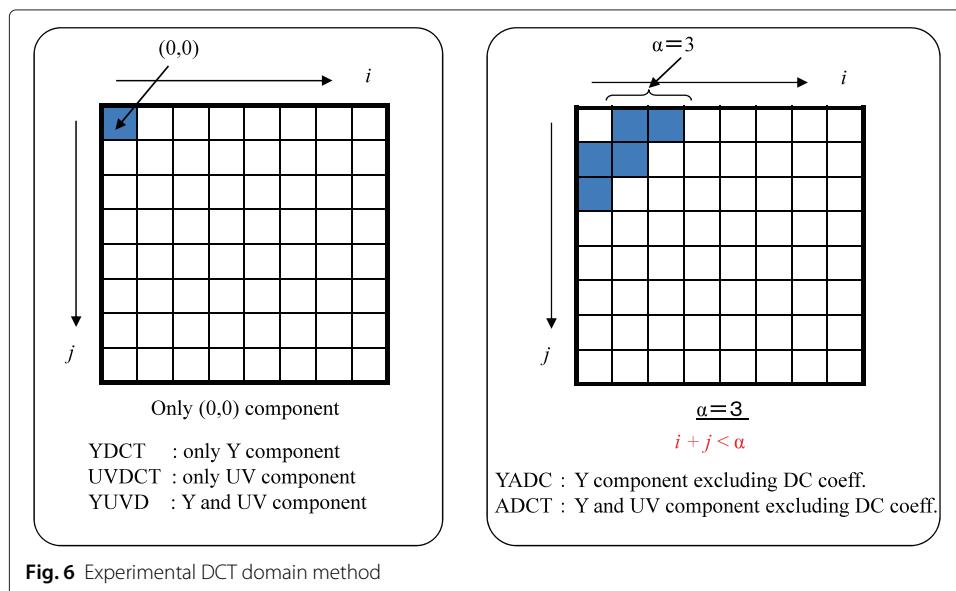 (0,0)
i
j
Only (0,0) component
YDCT : only Y component
UVDCT : only UV component
YUVD : Y and UV component
α=3
i
j
α=3
i + j < α
YADC : Y component excluding DC coeff.
ADCT : Y and UV component excluding DC coeff.
Fig. 6 Experimental DCT domain method